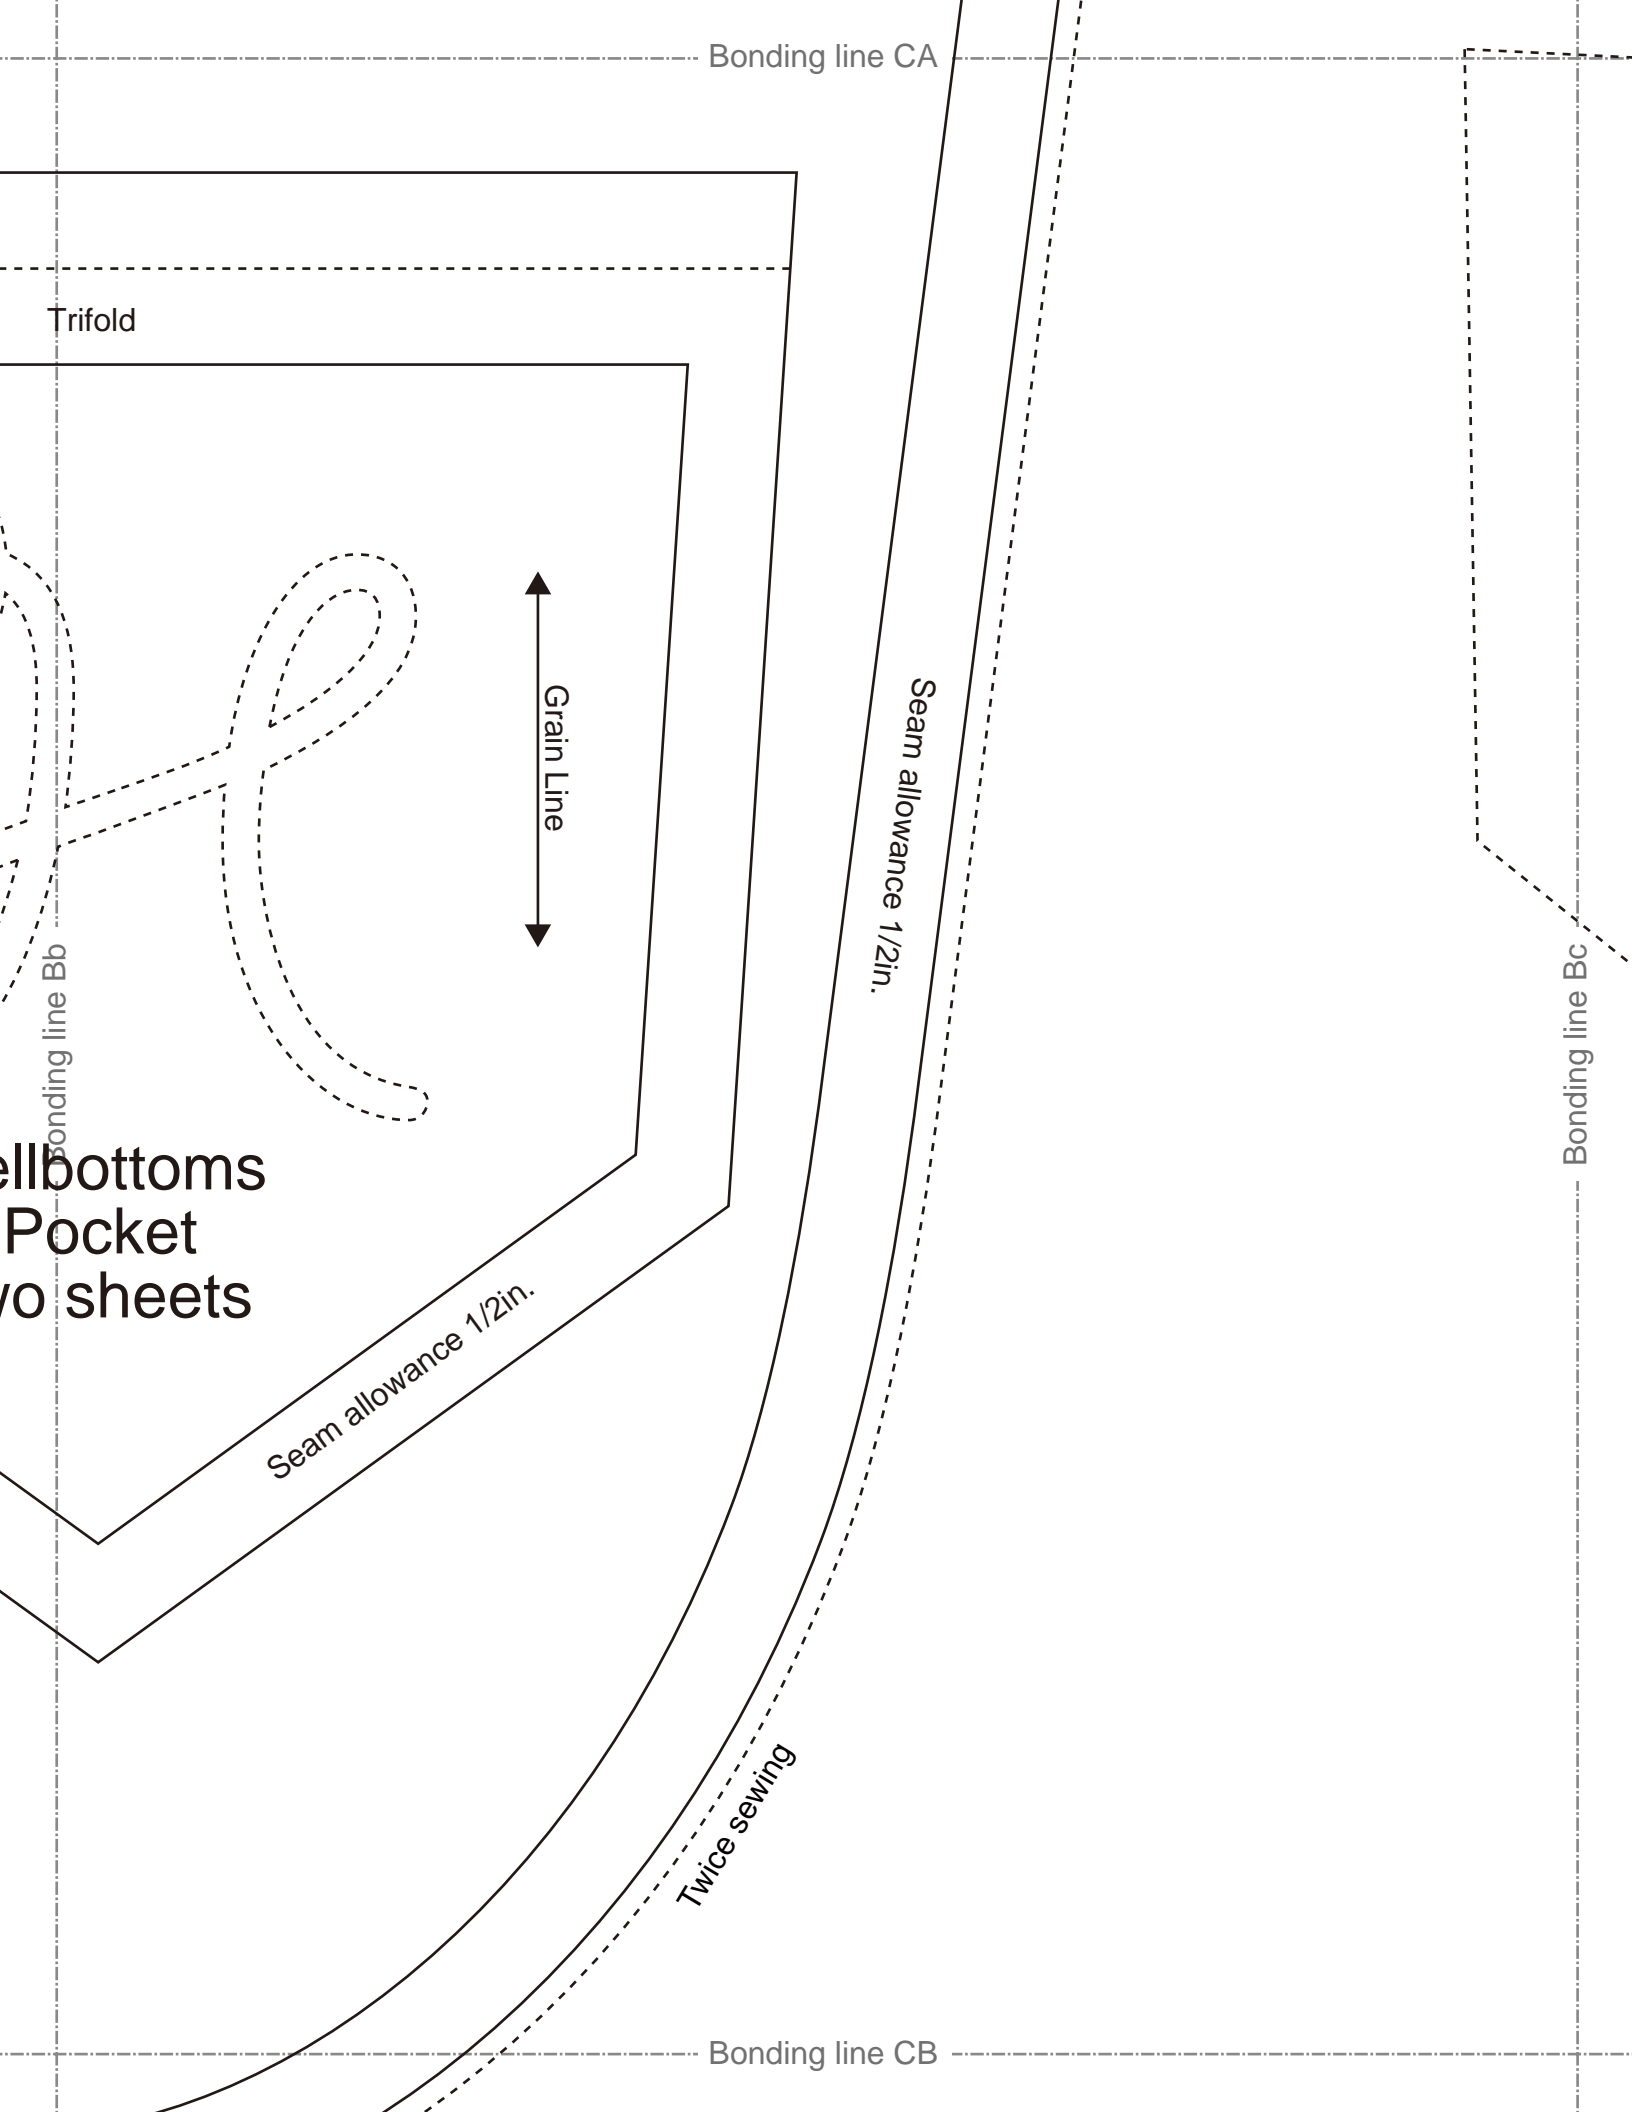 Bonding line CA
Trifold
Grain Line
Seam allowance 1/2in.
Bonding line Bb
Bonding line Bc
ellbottoms
Pocket
wo sheets
Seam allowance 1/2in.
Twice sewing
Bonding line CB